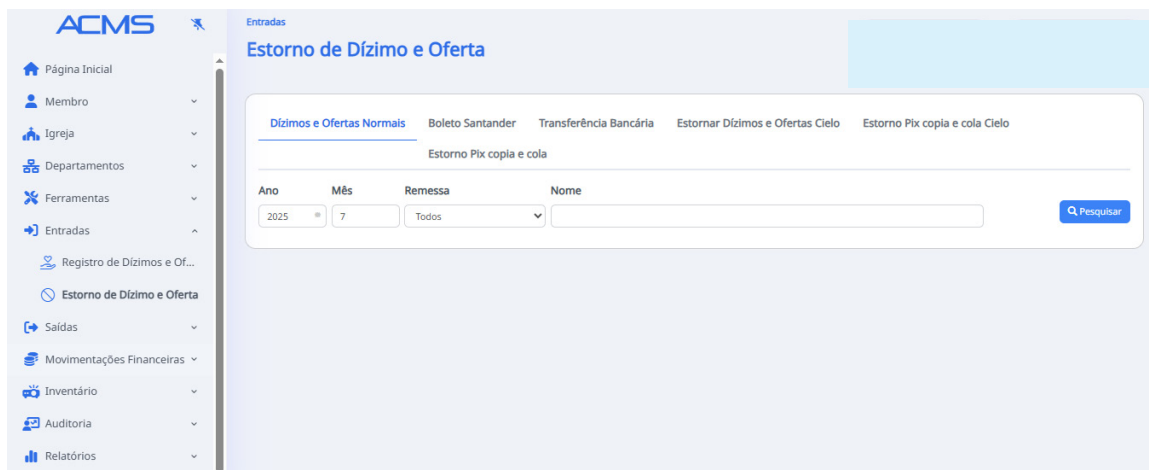 ACMS
Página Inicial
Membro
Igreja
Departamentos
Ferramentas
Entradas
Registro de Dízimos e Of...
Estorno de Dízimo e Oferta
Saídas
Movimentações Financeiras
Inventário
Auditoria
Relatórios
Entradas
Estorno de Dízimo e Oferta
Dízimos e Ofertas Normais Boleto Santander Transferência Bancária Estornar Dízimos e Ofertas Cielo Estorno Pix copia e cola Cielo
Estorno Pix copia e cola
Ano Mês Remessa Nome
2025 7 Todos Pesquisar